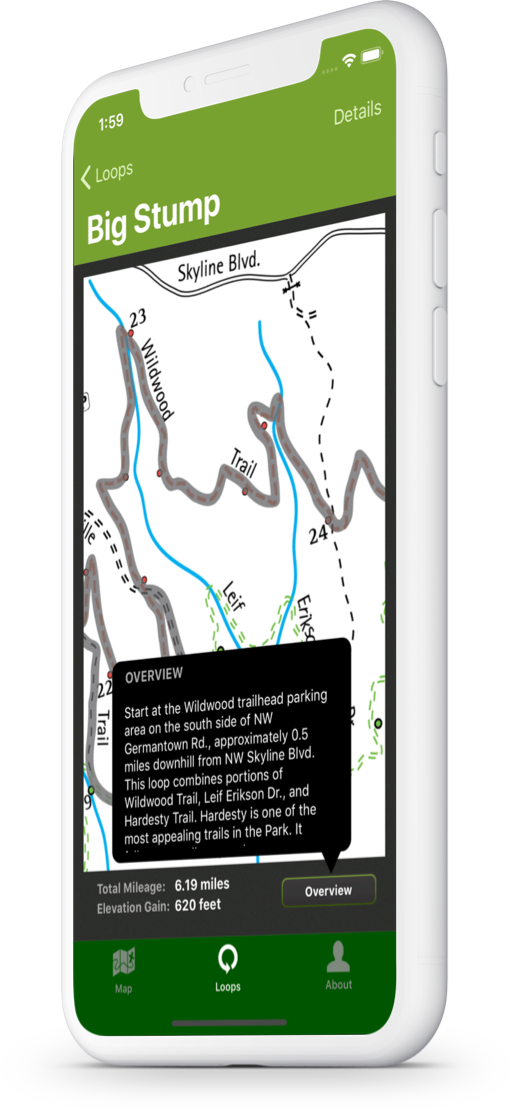 1:59
Details
Loops
Big Stump
Skyline Blvd.
23
Wildwood
Trail
24
Leif
22
Trail
9
OVERVIEW
Start at the Wildwood trailhead parking
area on the south side of NW
Germantown Rd., approximately 0.5
miles downhill from NW Skyline Blvd.
This loop combines portions of
Wildwood Trail, Leif Erikson Dr., and
Hardesty Trail. Hardesty is one of the
most appealing trails in the Park. It
Total Mileage: 6.19 miles
Elevation Gain: 620 feet
Overview
Map
Loops
About